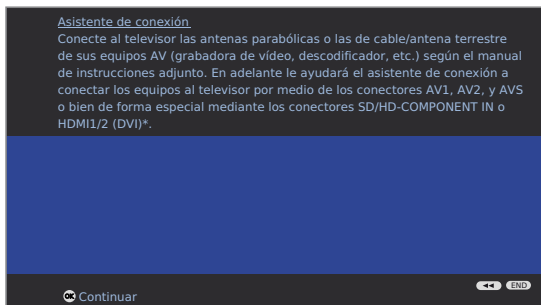 Asistente de conexión
Conecte al televisor las antenas parabólicas o las de cable/antena terrestre
de sus equipos AV (grabadora de vídeo, descodificador, etc.) según el manual
de instrucciones adjunto. En adelante le ayudará el asistente de conexión a
conectar los equipos al televisor por medio de los conectores AV1, AV2, y AVS
o bien de forma especial mediante los conectores SD/HD-COMPONENT IN o
HDMI1/2 (DVI)*.
END
OK Continuar